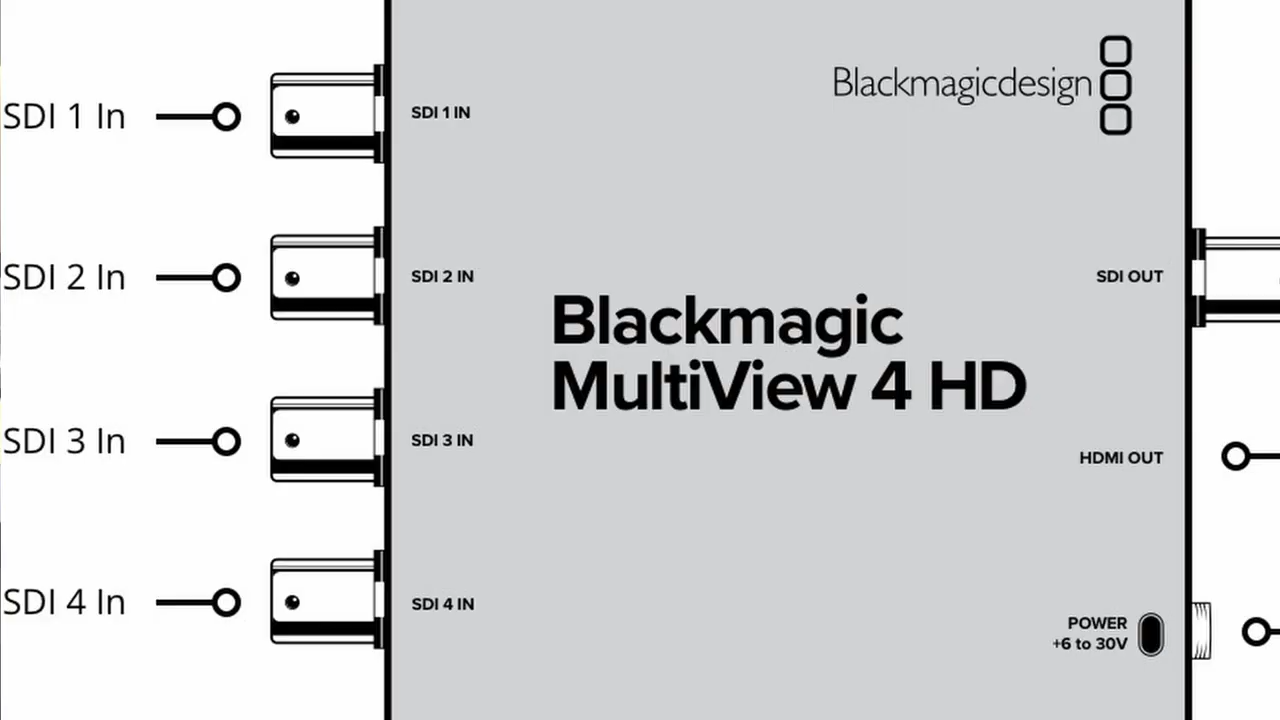 Blackmagicdesign
SDI 1 In
SDI 1 IN
SDI 2 In
SDI 2 IN
SDI OUT
Blackmagic
MultiView 4 HD
SDI 3 In
SDI 3 IN
HDMI OUT
SDI 4 In
SDI 4 IN
POWER
+6 to 30V